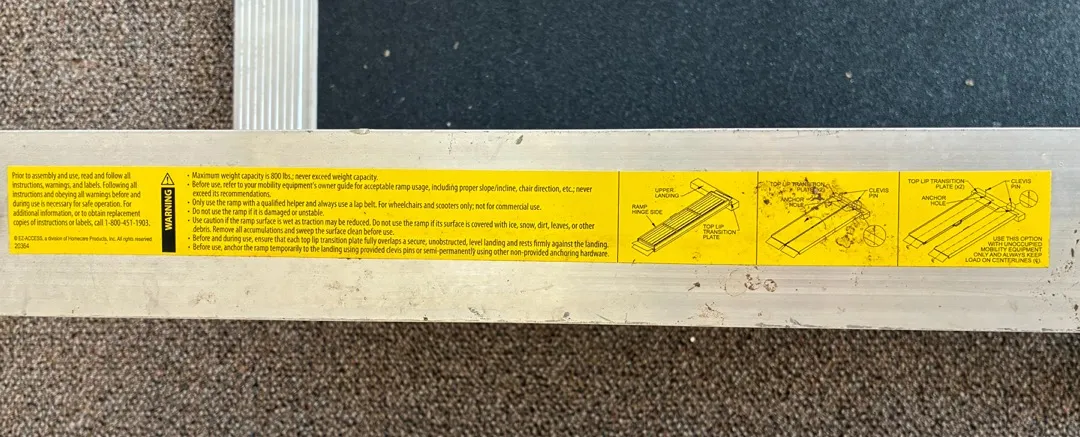 Prior to assembly and use, read and follow all
instructions, warnings, and labels. Following all
instructions and obeying all warnings before and
during use is necessary for safe operation. For
additional information, or to obtain replacement
copies of instructions or labels, call 1-800-451-1903.
© EZ-ACCESS, a division of Homecare Products, Inc. All rights reserved
WARNING
• Maximum weight capacity is 800 lbs.; never exceed weight capacity.
• Before use, refer to your mobility equipment's owner guide for acceptable ramp usage, including proper slope/incline, chair direction, etc.; never
exceed its recommendations.
• Only use the ramp with a qualified helper and always use a lap belt. For wheelchairs and scooters only; not for commercial use.
• Do not use the ramp if it is damaged or unstable.
• Use caution if the ramp surface is wet as traction may be reduced. Do not use the ramp if its surface is covered with ice, snow, dirt, leaves, or other
debris. Remove all accumulations and sweep the surface clean before use.
• Before and during use, ensure that each top lip transition plate fully overlaps a secure, unobstructed, level landing and rests firmly against the landing.
• Before use, anchor the ramp temporarily to the landing using provided clevis pins or semi-permanently using other non-provided anchoring hardware.
UPPER
LANDING
RAMP
HINGE SIDE
TOP LIP
TRANSITION
PLATE
TOP LIP TRANSITION
ANCHOR
HOLE
CLEVIS
PIN
TOP LIP TRANSITION
PLATE (x2)
CLEVIS
PIN
ANCHOR
HOLE
USE THIS OPTION
WITH UNOCCUPIED
MOBILITY EQUIPMENT
ONLY AND ALWAYS KEEP
LOAD ON CENTERLINES